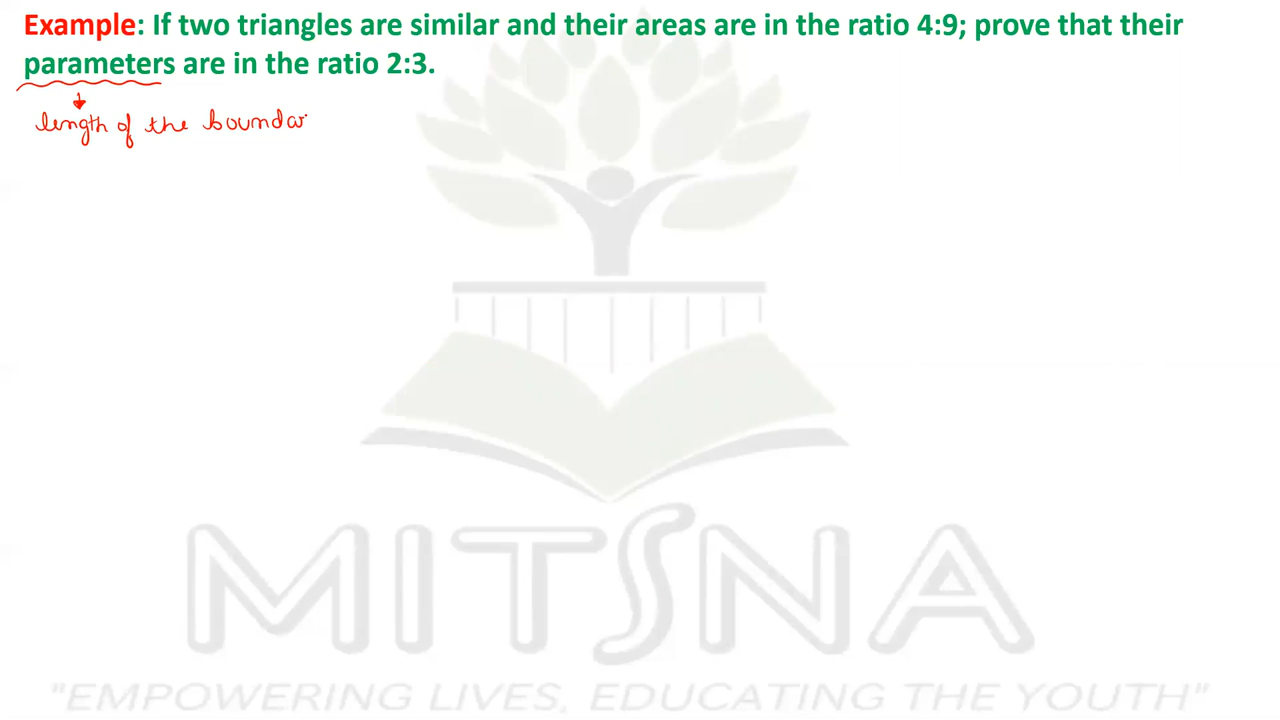 Example: If two triangles are similar and their areas are in the ratio 4:9; prove that their
parameters are in the ratio 2:3.
length of the boundar
MITSNA
"EMPOWERING LIVES, EDUCATING THE YOUTH"